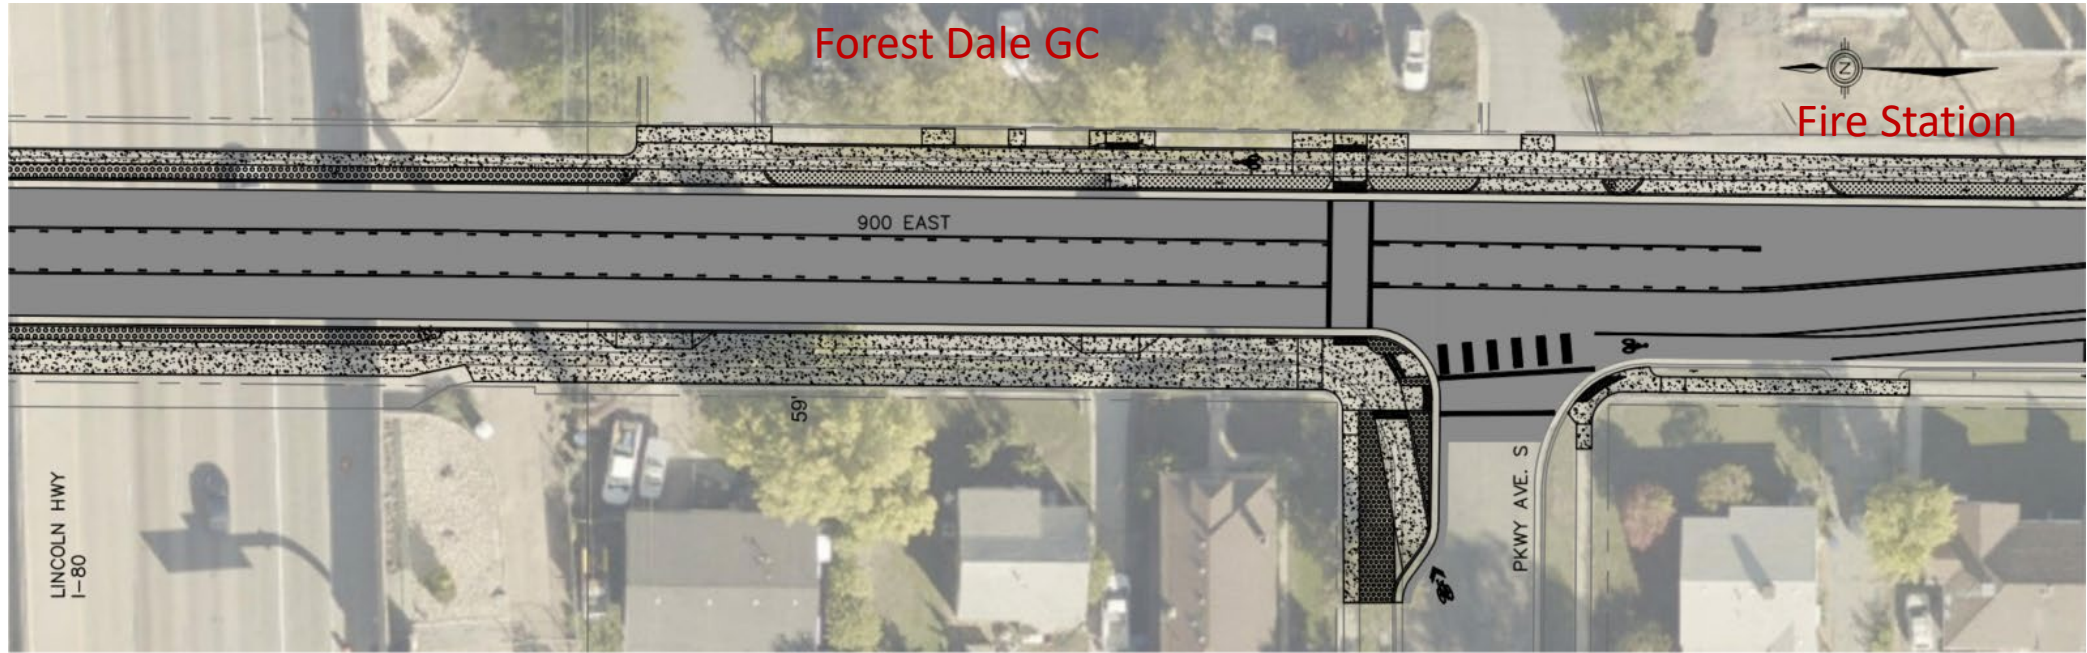 Forest Dale GC
N
Fire Station
900 EAST
59'
LINCOLN HWY
I-80
PKWY AVE. S